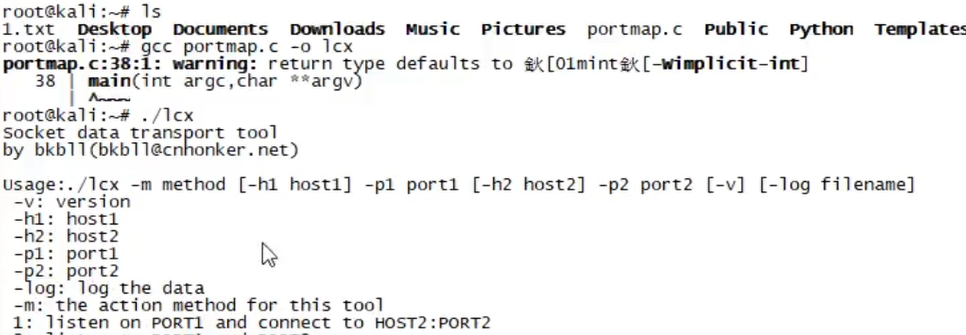 root@kali:~# ls
1.txt Desktop Documents Downloads Music Pictures portmap.c Public Python Templates
root@kali:~# gcc portmap.c -o lcx
portmap.c:38:1: warning: return type defaults to 鈥[01mint鈥[-Wimplicit-int]
38 | main(int argc,char **argv)
| ^~~~
root@kali:~# ./lcx
Socket data transport tool
by bkbll(bkbll@cnhonker.net)
Usage:./lcx -m method [-h1 host1] -p1 port1 [-h2 host2] -p2 port2 [-v] [-log filename]
-v: version
-h1: host1
-h2: host2
-p1: port1
-p2: port2
-log: log the data
-m: the action method for this tool
1: listen on PORT1 and connect to HOST2:PORT2